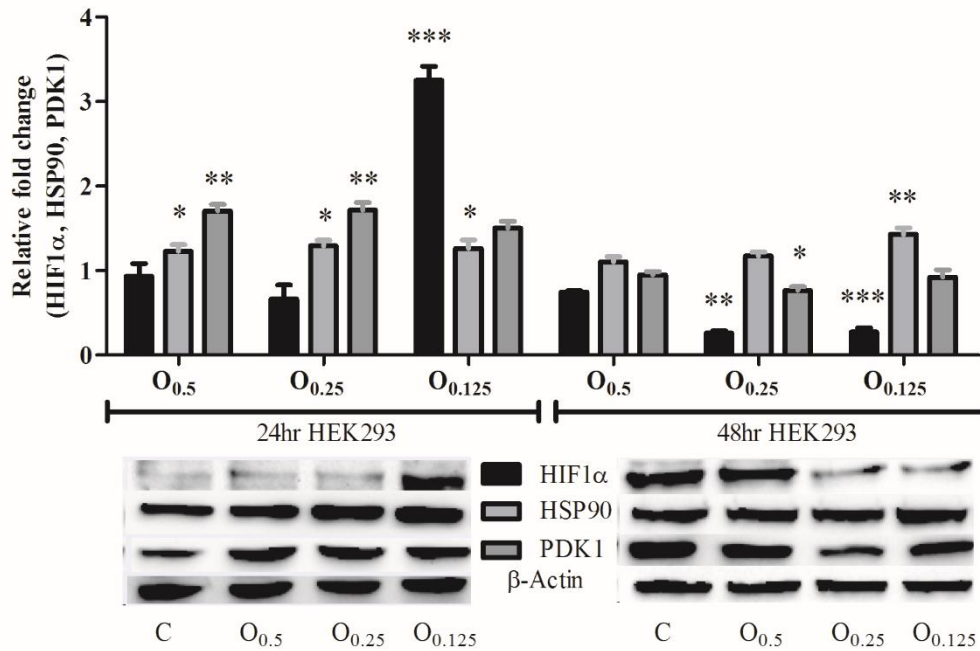 Relative fold change
(HIF1α, HSP90, PDK1)
4
3
2
1
0
*
**
*
**
***
*
**
*
***
**
O0.5
O0.25
O0.125
O0.5
O0.25
O0.125
24hr HEK293
48hr HEK293
HIF1α
HSP90
PDK1
β-Actin
C O0.5 O0.25 O0.125
C O0.5 O0.25 O0.125